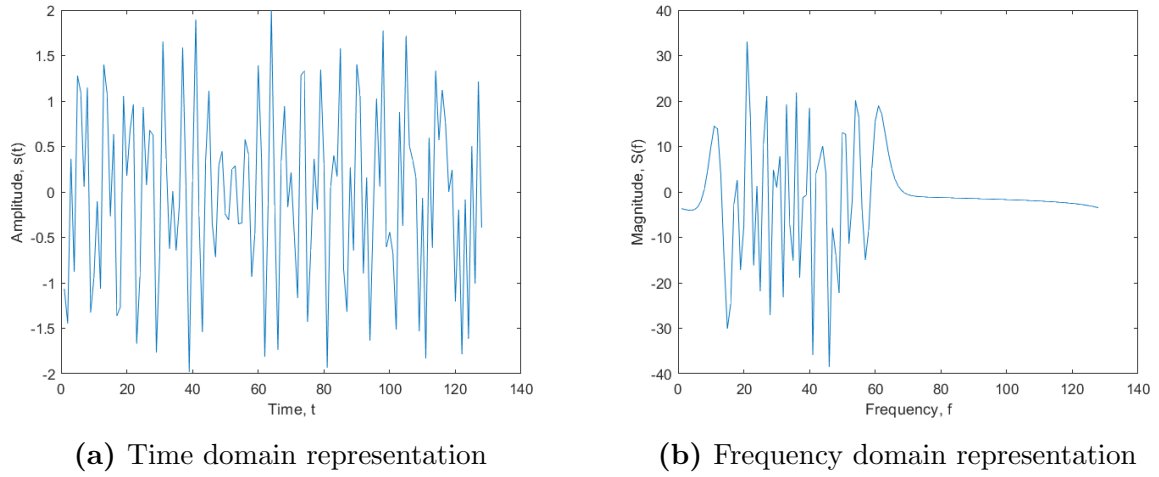 2
1.5
1
0.5
0
-0.5
-1
-1.5
-2
0 20 40 60 80 100 120 140
Time, t
Amplitude, s(t)
(a) Time domain representation
40
30
20
10
0
-10
-20
-30
-40
0 20 40 60 80 100 120 140
Frequency, f
Magnitude, S(f)
(b) Frequency domain representation